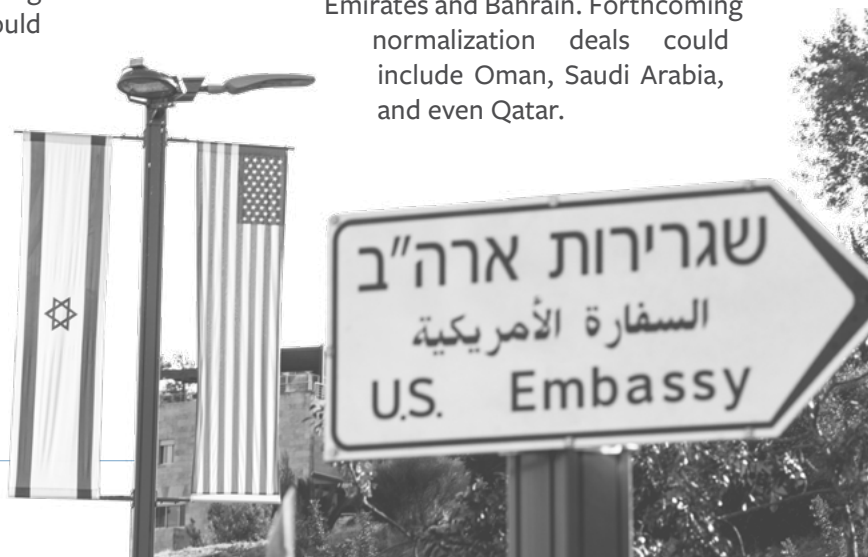 ould
Emirates and Bahrain. Forthcoming
normalization deals could
include Oman, Saudi Arabia,
and even Qatar.
שגרירות ארה"ב
السفارة الأمريكية
U.S. Embassy